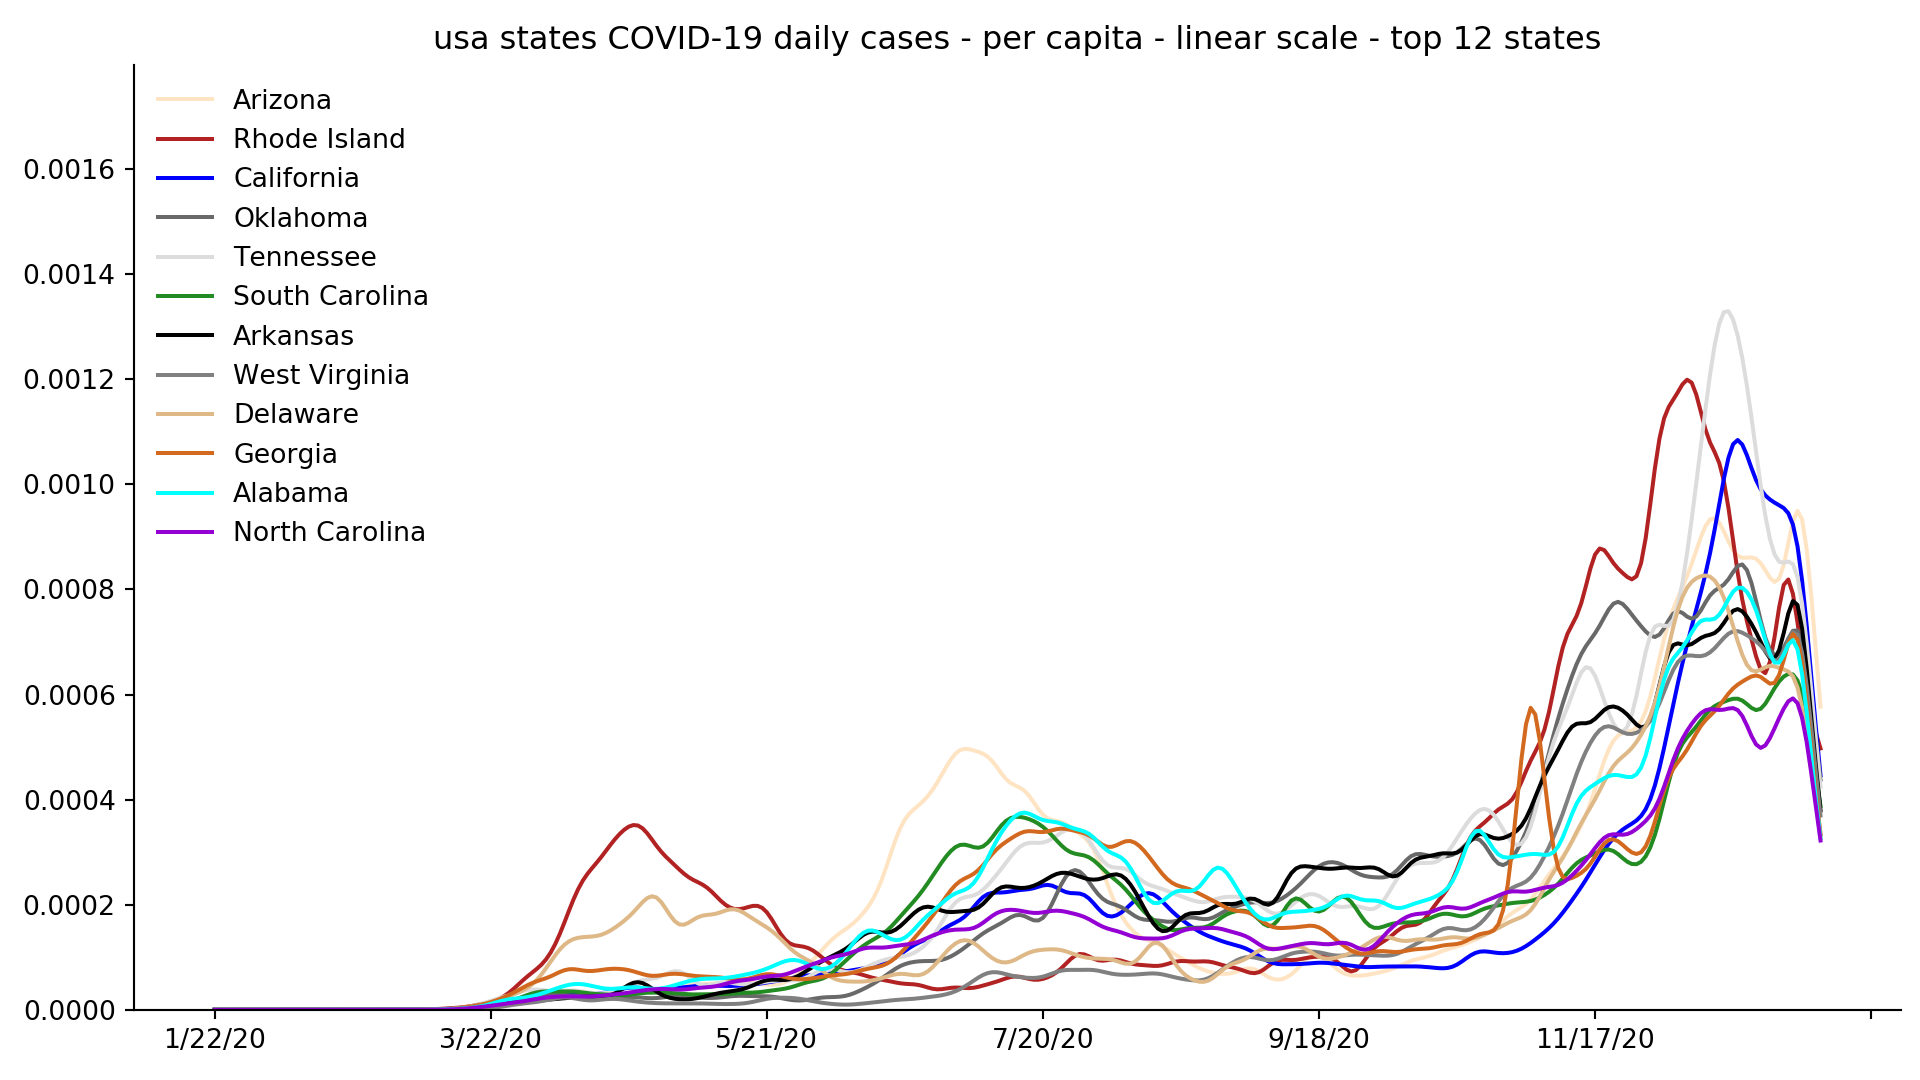 usa states COVID-19 daily cases - per capita - linear scale - top 12 states
Arizona
Rhode Island
California
Oklahoma
Tennessee
South Carolina
Arkansas
West Virginia
Delaware
Georgia
Alabama
North Carolina
0.0016
0.0014
0.0012
0.0010
0.0008
0.0006
0.0004
0.0002
0.0000
1/22/20 3/22/20 5/21/20 7/20/20 9/18/20 11/17/20